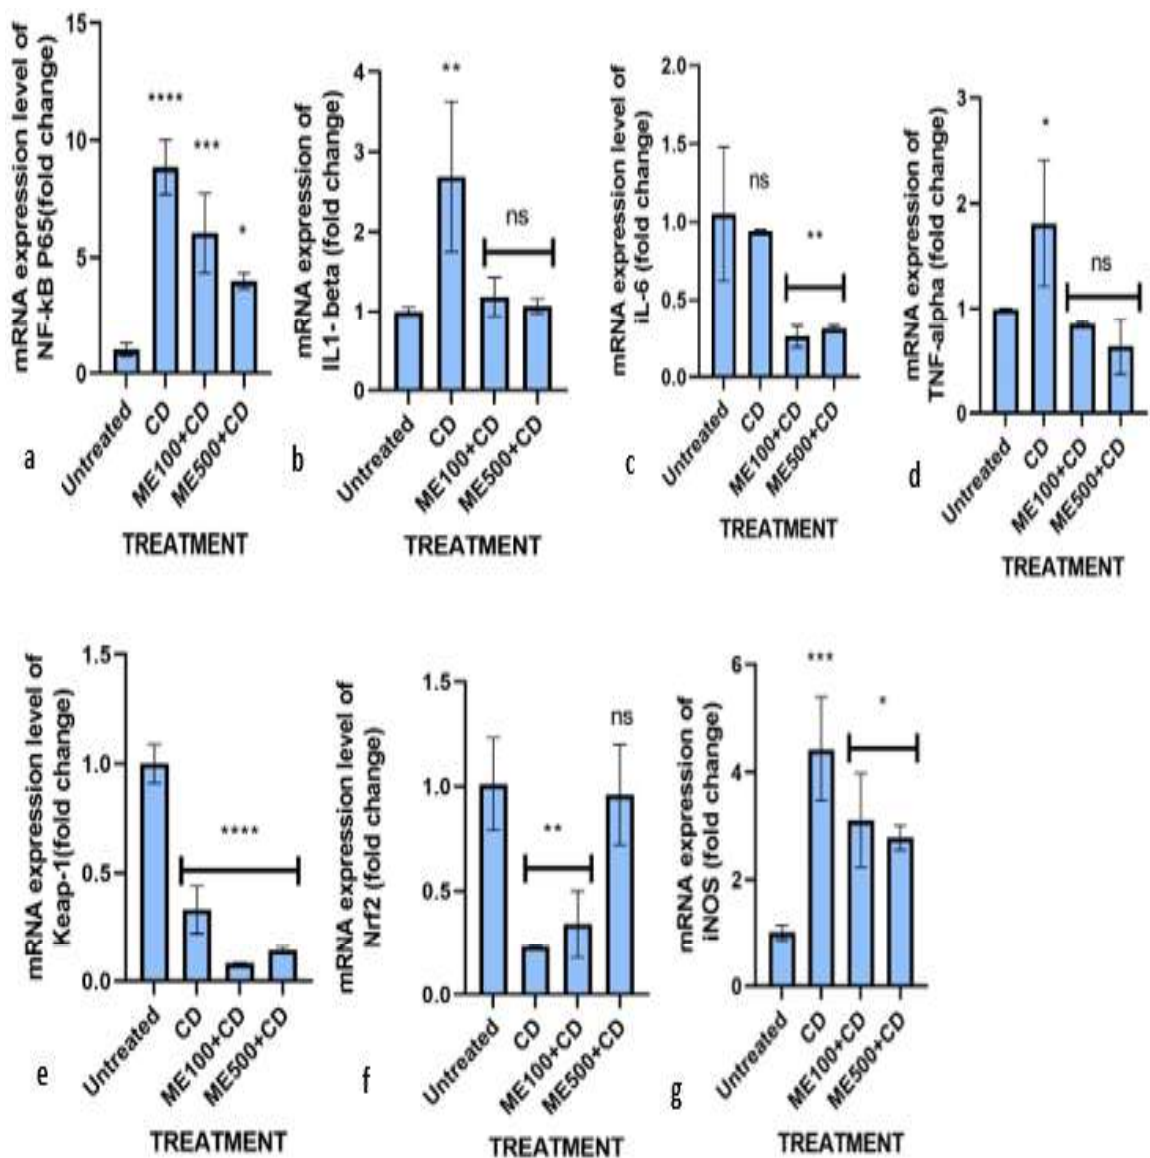 mRNA expression level of
NF-kB P65(fold change)
15
10
5
0
****
***
*
Untreated
CD
ME100+CD
ME500+CD
TREATMENT
a
mRNA expression of
IL1- beta (fold change)
4
3
2
1
0
**
ns
Untreated
CD
ME100+CD
ME500+CD
TREATMENT
b
mRNA expression level of
iL-6 (fold change)
2.0
1.5
1.0
0.5
0.0
ns
**
Untreated
CD
ME100+CD
ME500+CD
TREATMENT
c
mRNA expression of
TNF-alpha (fold change)
3
2
1
0
*
ns
Untreated
CD
ME100+CD
ME500+CD
TREATMENT
d
mRNA expression level of
Keap-1(fold change)
1.5
1.0
0.5
0.0
****
Untreated
CD
ME100+CD
ME500+CD
TREATMENT
e
mRNA expression level of
Nrf2 (fold change)
1.5
1.0
0.5
0.0
**
ns
Untreated
CD
ME100+CD
ME500+CD
TREATMENT
f
mRNA expression of
iNOS (fold change)
6
4
2
0
***
*
Untreated
CD
ME100+CD
ME500+CD
TREATMENT
g